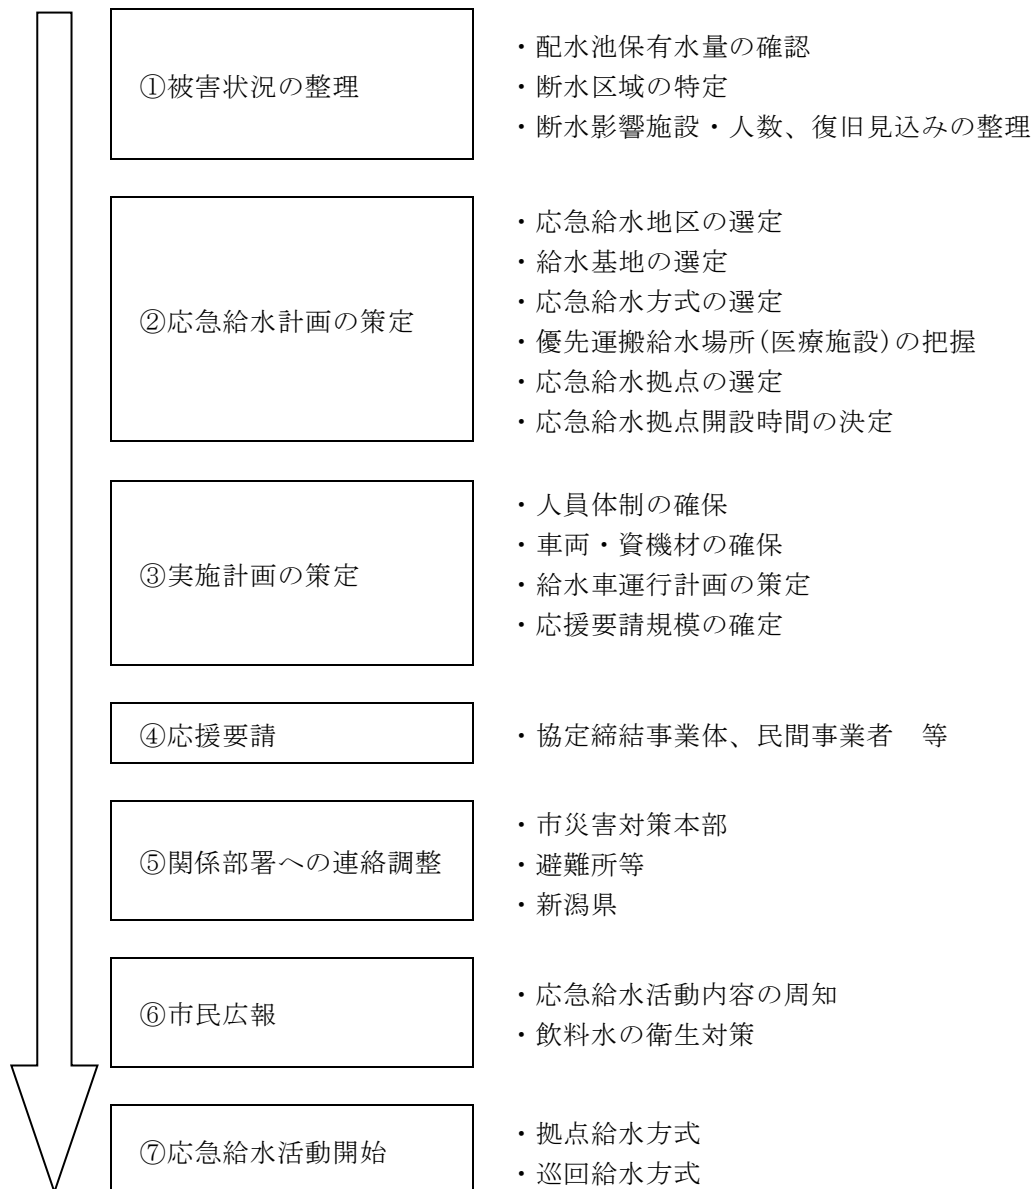 ①被害状況の整理
・配水池保有水量の確認
・断水区域の特定
・断水影響施設・人数、復旧見込みの整理
②応急給水計画の策定
・応急給水地区の選定
・給水基地の選定
・応急給水方式の選定
・優先運搬給水場所(医療施設)の把握
・応急給水拠点の選定
・応急給水拠点開設時間の決定
③実施計画の策定
・人員体制の確保
・車両・資機材の確保
・給水車運行計画の策定
・応援要請規模の確定
④応援要請
・協定締結事業体、民間事業者　等
⑤関係部署への連絡調整
・市災害対策本部
・避難所等
・新潟県
⑥市民広報
・応急給水活動内容の周知
・飲料水の衛生対策
⑦応急給水活動開始
・拠点給水方式
・巡回給水方式